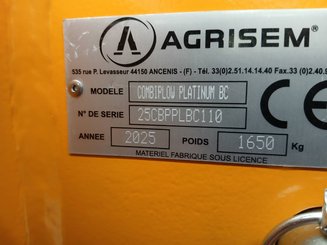 AGRISEM®
535 rue P. Levasseur 44150 ANCENIS - (F) - Tél. 33(0)2.51.14.14.40 Fax.33 (0)2.40.9
MODELE COMBIPLOW PLATINUM BC
N° DE SERIE 25CBPPLBC110
CE
ANNEE 2025 POIDS 1650 Kg
MATERIEL FABRIQUE SOUS LICENCE